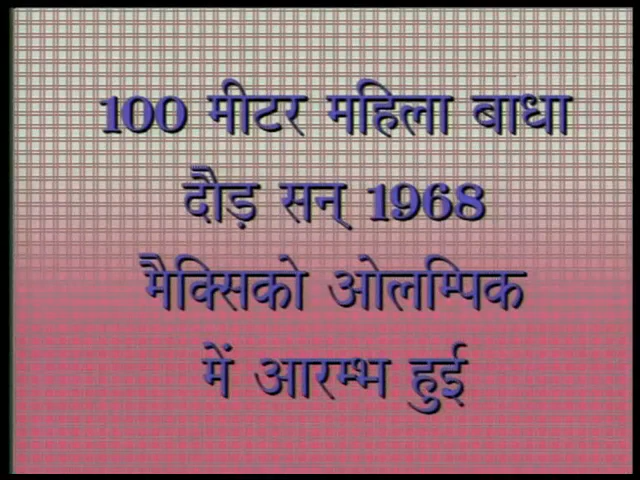 100 मीटर महिला बाधा
दौड़ सन् 1968
मैक्सिको ओलम्पिक
में आरम्भ हुई